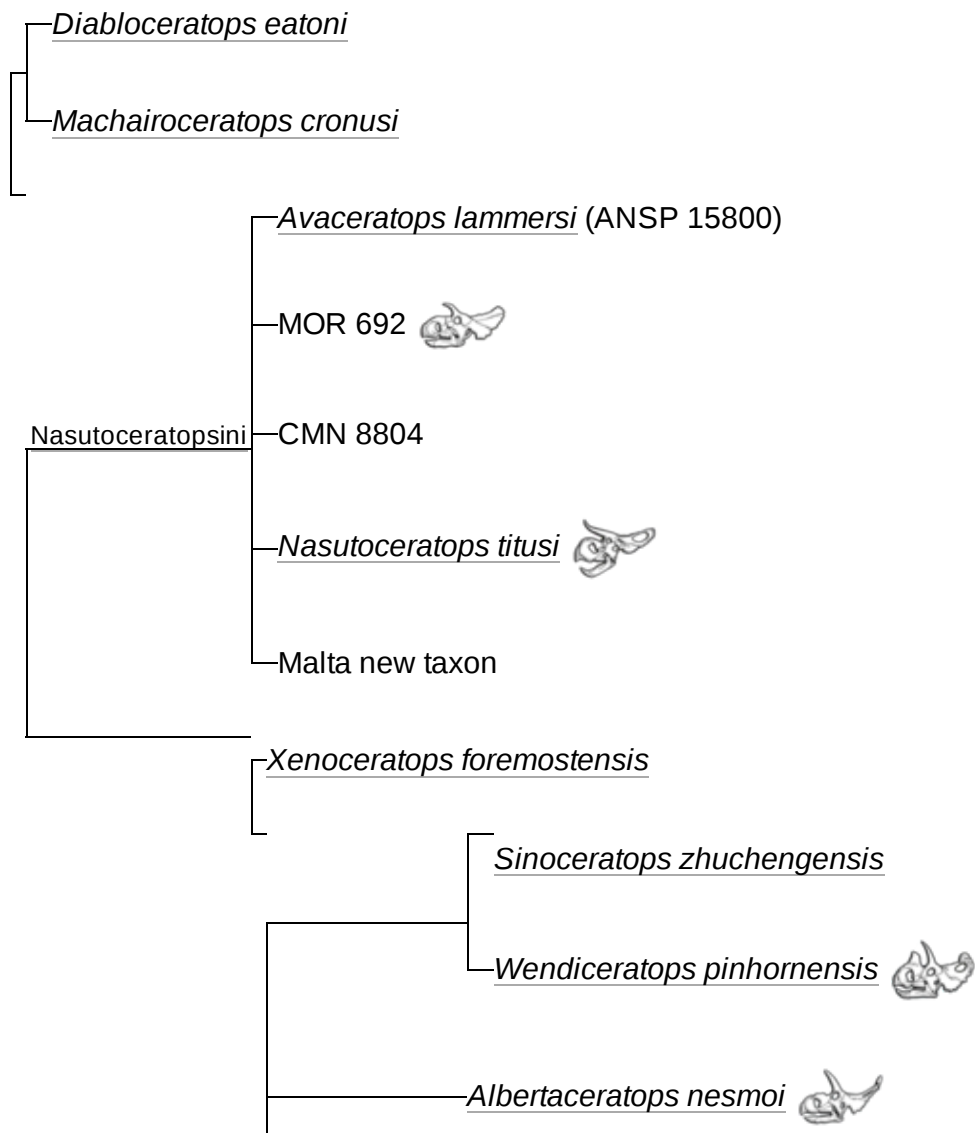 Diabloceratops eatoni
Machairoceratops cronusi
Avaceratops lammersi (ANSP 15800)
MOR 692
Nasutoceratopsini
CMN 8804
Nasutoceratops titusi
Malta new taxon
Xenoceratops foremostensis
Sinoceratops zhuchengensis
Wendiceratops pinhornensis
Albertaceratops nesmoi